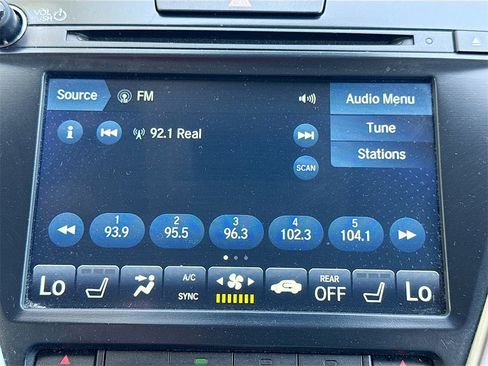 VOL
Source
FM
Audio Menu
92.1 Real
Tune
SCAN
Stations
1 2 3 4 5
93.9 95.5 96.3 102.3 104.1
Lo
A/C
SYNC
REAR
OFF
Lo